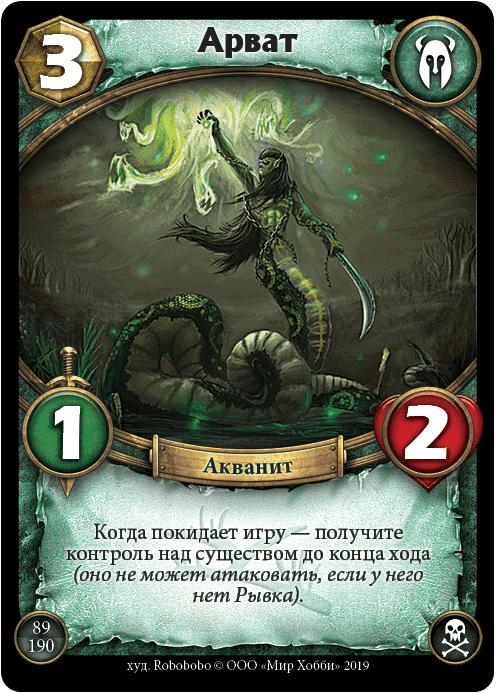 3
Арват
1
2
Акванит
Когда покидает игру — получите
контроль над существом до конца хода
(оно не может атаковать, если у него
нет Рывка).
89
190
худ. Robobobo © ООО «Мир Хобби» 2019